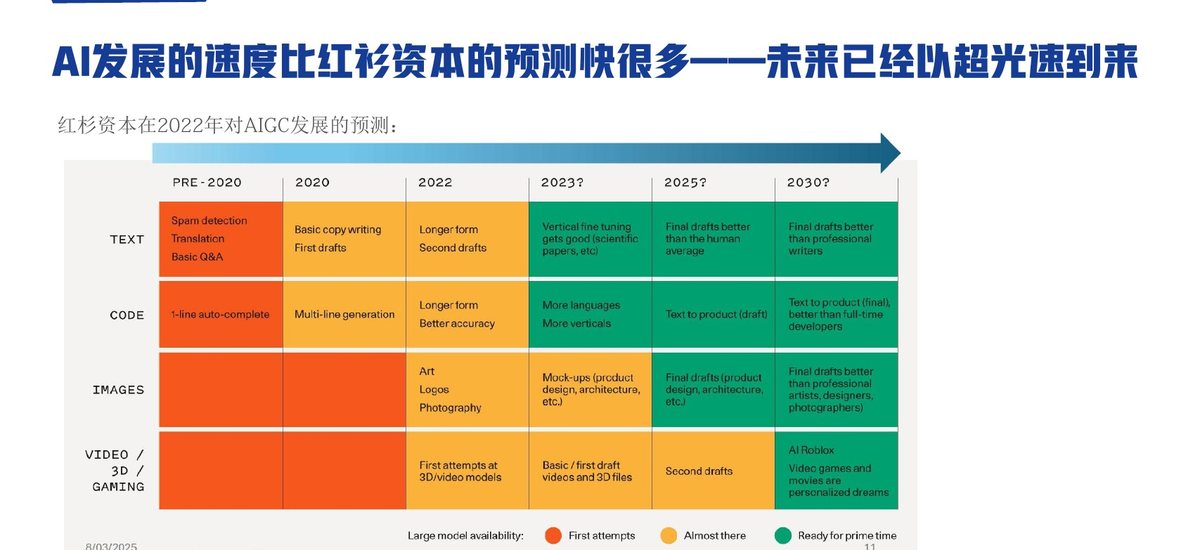 AI发展的速度比红衫资本的预测快很多——未来已经以超光速到来
红杉资本在2022年对AIGC发展的预测：
PRE-2020
2020
2022
2023?
2025?
2030?
TEXT
Spam detection
Translation
Basic Q&A
Basic copy writing
First drafts
Longer form
Second drafts
Vertical fine tuning
gets good (scientific
papers, etc)
Final drafts better
than the human
average
Final drafts better
than professional
writers
CODE
1-line auto-complete
Multi-line generation
Longer form
Better accuracy
More languages
More verticals
Text to product (draft)
Text to product (final),
better than full-time
developers
IMAGES
Art
Logos
Photography
Mock-ups (product
design, architecture,
etc.)
Final drafts (product
design, architecture,
etc.)
Final drafts better
than professional
artists, designers,
photographers)
VIDEO /
3D /
GAMING
First attempts at
3D/video models
Basic / first draft
videos and 3D files
Second drafts
AI Roblox
Video games and
movies are
personalized dreams
Large model availability:
First attempts
Almost there
Ready for prime time
8/03/2025
11